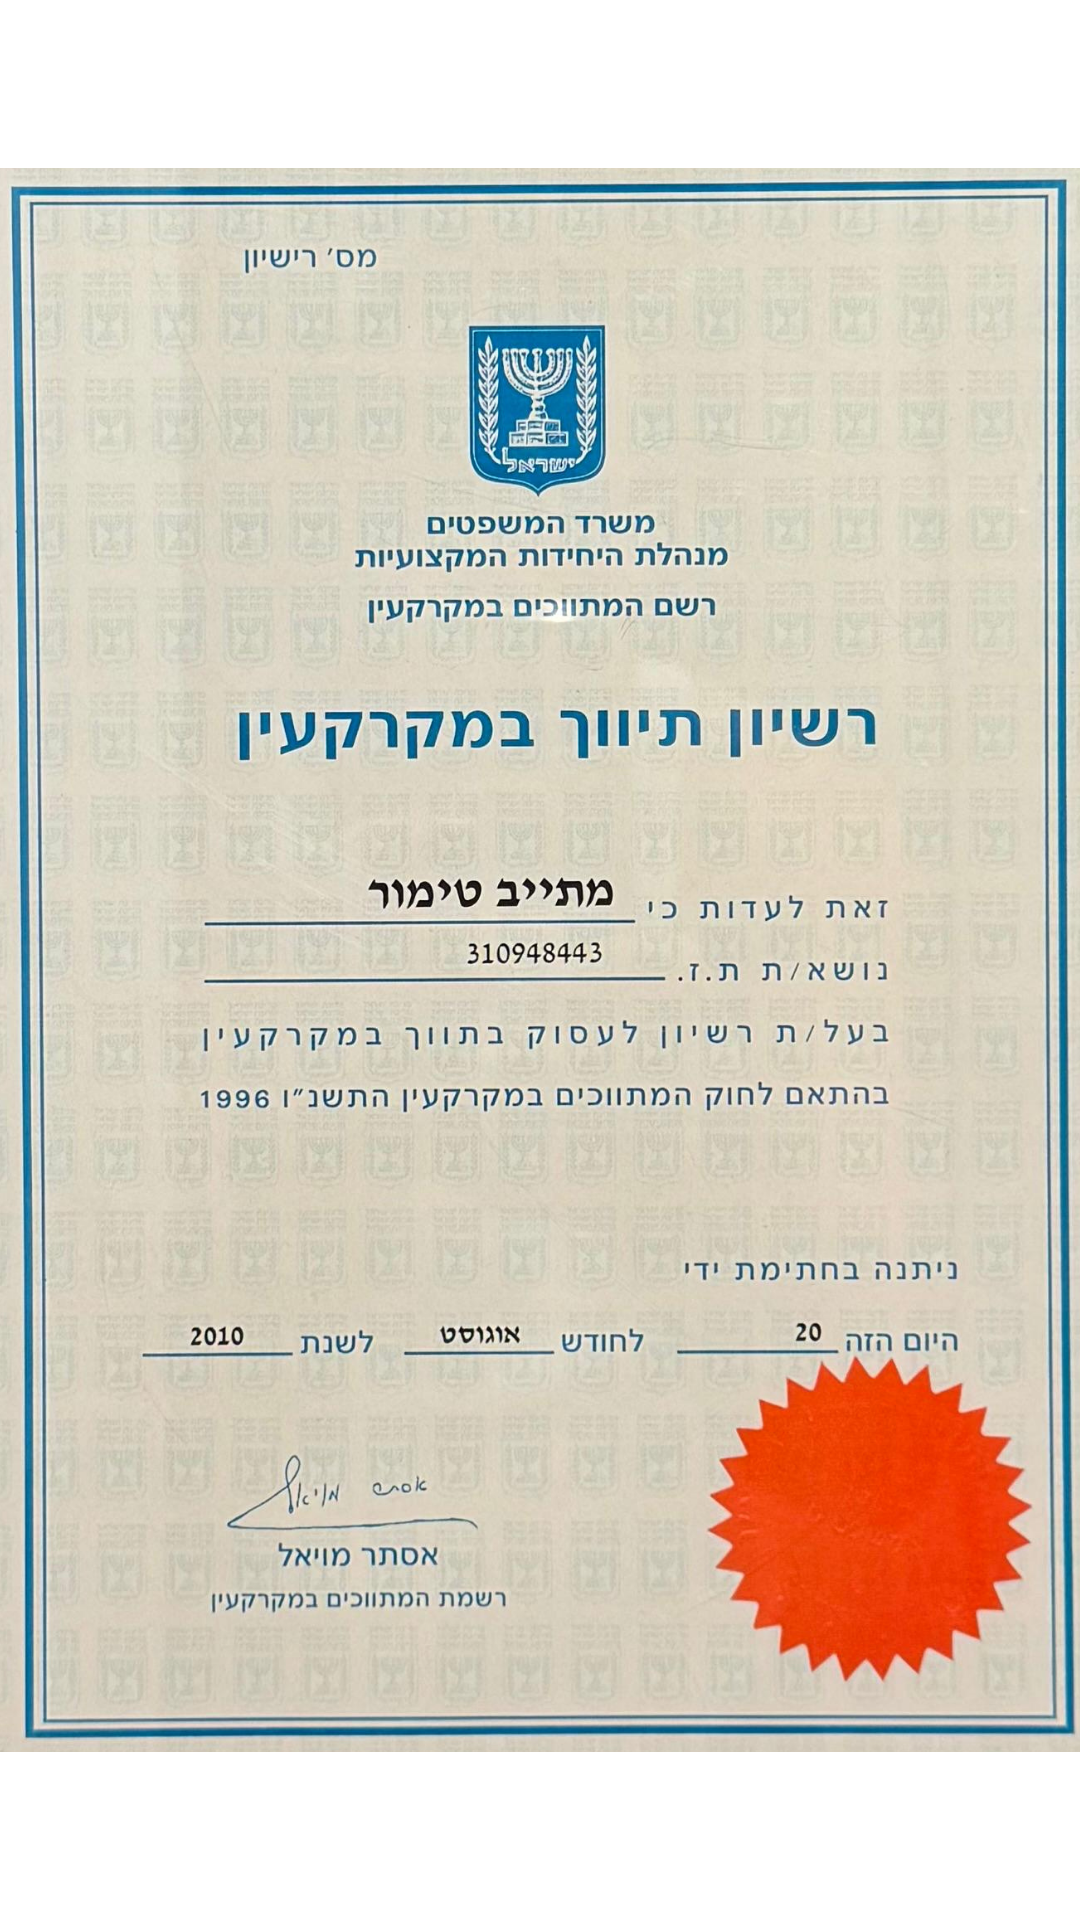 מס׳ רישיון
ישראל
משרד המשפטים
מנהלת היחידות המקצועיות
רשם המתווכים במקרקעין
רשיון תיווך במקרקעין
זאת לעדות כי מתייב טימור
נושא/ת ת.ז. 310948443
בעל/ת רשיון לעסוק בתווך במקרקעין
בהתאם לחוק המתווכים במקרקעין התשנ״ו 1996
ניתנה בחתימת ידי
היום הזה 20 לחודש אוגוסט לשנת 2010
אסתר מויאל
אסתר מויאל
רשמת המתווכים במקרקעין